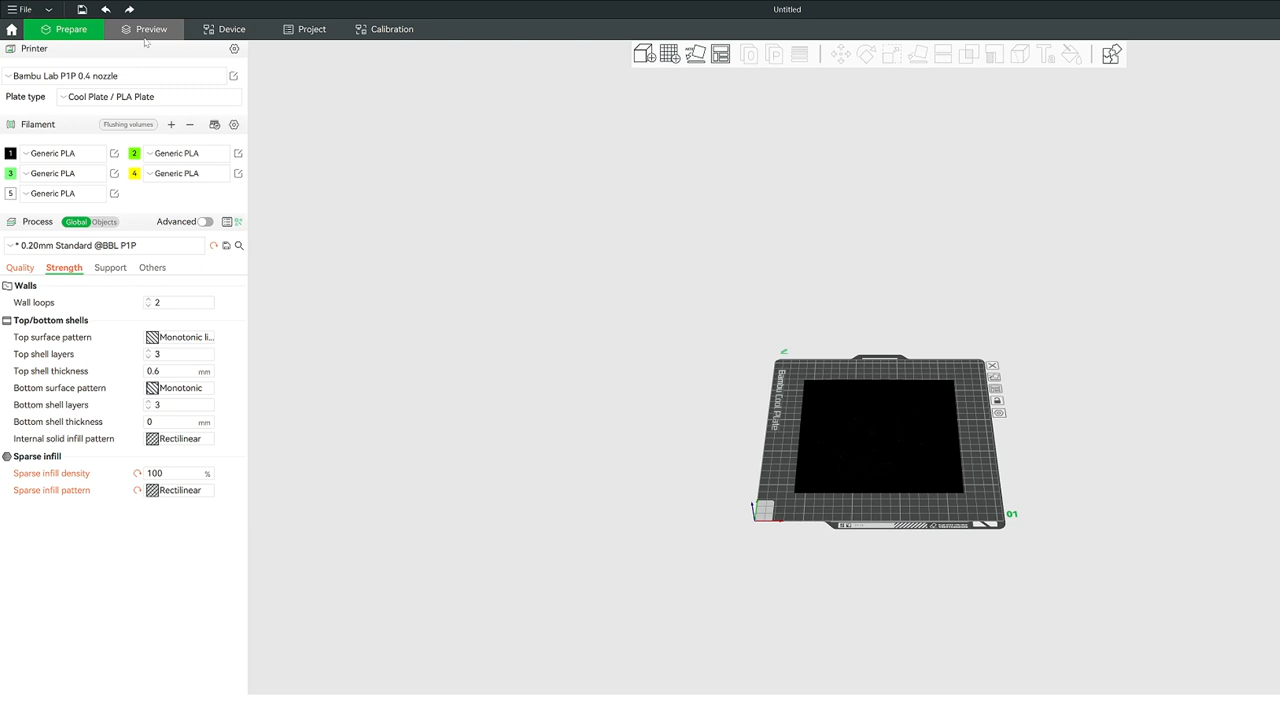 File
Untitled
Prepare Preview Device Project Calibration
Printer
Bambu Lab P1P 0.4 nozzle
Plate type Cool Plate / PLA Plate
Filament Flushing volumes
1 Generic PLA 2 Generic PLA
3 Generic PLA 4 Generic PLA
5 Generic PLA
Process Global Objects Advanced
* 0.20mm Standard @BBL P1P
Quality Strength Support Others
Walls
Wall loops 2
Top/bottom shells
Top surface pattern Monotonic li...
Top shell layers 3
Top shell thickness 0.6 mm
Bottom surface pattern Monotonic
Bottom shell layers 3
Bottom shell thickness 0 mm
Internal solid infill pattern Rectilinear
Sparse infill
Sparse infill density 100 %
Sparse infill pattern Rectilinear
Bambu Cool Plate
01